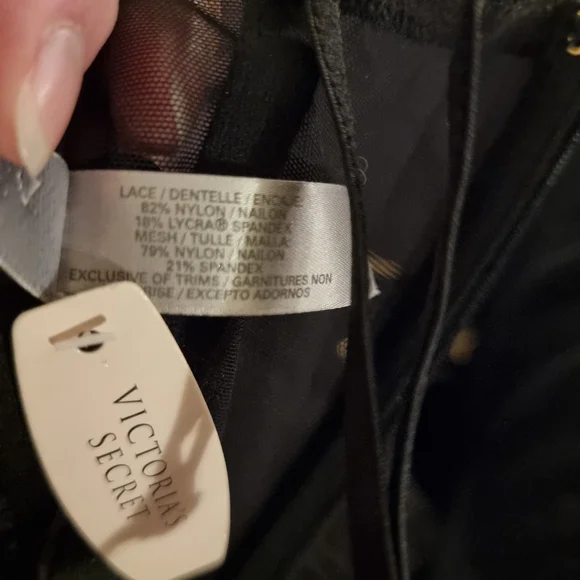 LACE / DENTELLE / ENCAJE:
82% NYLON / NAILON
18% LYCRA® SPANDEX
MESH / TULLE / MALLA:
79% NYLON / NAILON
21% SPANDEX
EXCLUSIVE OF TRIMS / GARNITURES NON
/ EXCEPTO ADORNOS
VICTORIA'S
SECRET